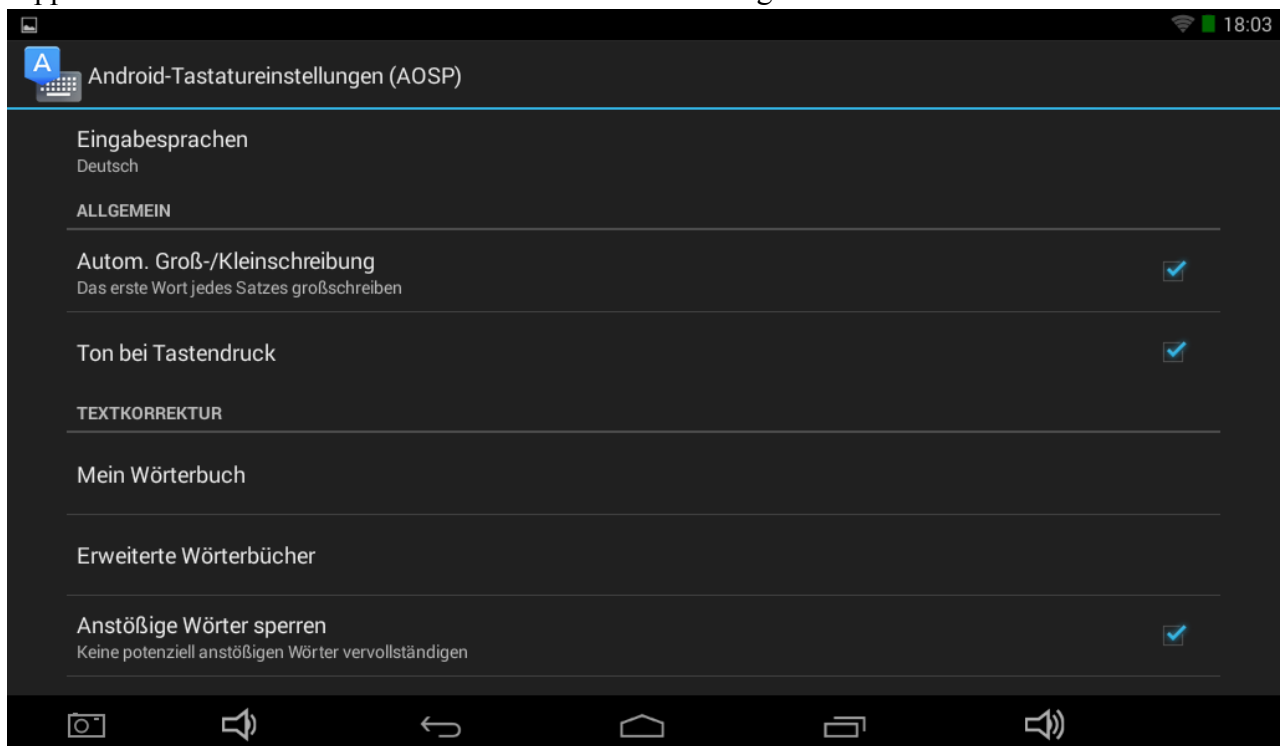 18:03
A
Android-Tastatureinstellungen (AOSP)
Eingabesprachen
Deutsch
ALLGEMEIN
Autom. Groß-/Kleinschreibung
Das erste Wort jedes Satzes großschreiben
Ton bei Tastendruck
TEXTKORREKTUR
Mein Wörterbuch
Erweiterte Wörterbücher
Anstößige Wörter sperren
Keine potenziell anstößigen Wörter vervollständigen